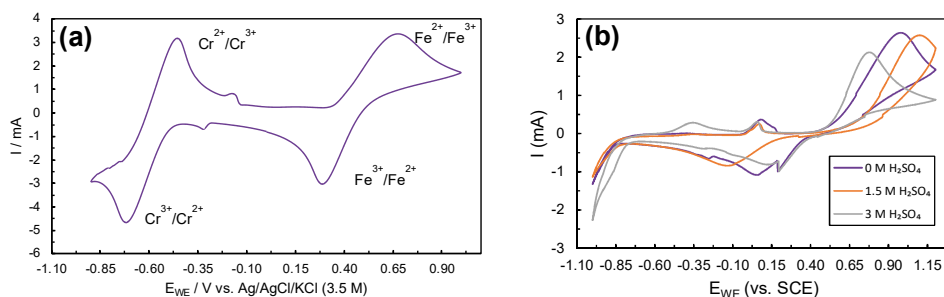 (a)
Cr²⁺/Cr³⁺
Fe²⁺/Fe³⁺
Fe³⁺/Fe²⁺
Cr³⁺/Cr²⁺
I / mA
4
3
2
1
0
-1
-2
-3
-4
-5
-6
-1.10 -0.85 -0.60 -0.35 -0.10 0.15 0.40 0.65 0.90
E_WE / V vs. Ag/AgCl/KCl (3.5 M)
(b)
I (mA)
3
2
1
0
-1
-2
-3
0 M H₂SO₄
1.5 M H₂SO₄
3 M H₂SO₄
-1.10 -0.85 -0.60 -0.35 -0.10 0.15 0.40 0.65 0.90 1.15
E_WE (vs. SCE)